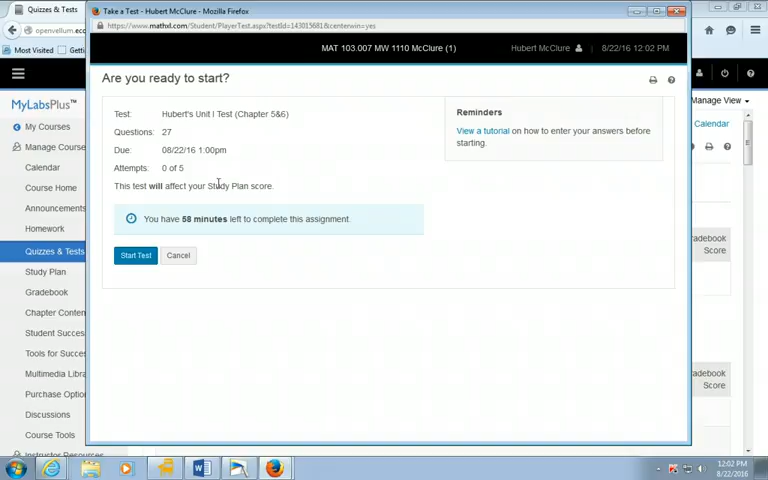 Quizzes & Tests
Take a Test - Hubert McClure - Mozilla Firefox
https://www.mathxl.com/Student/PlayerTest.aspx?testId=143015681&centerwin=yes
openvellum.ec
Most Visited
MAT 103.007 MW 1110 McClure (1)
Hubert McClure
8/22/16 12:02 PM
Are you ready to start?
MyLabsPlus™
My Courses
Manage Course
Calendar
Course Home
Announcements
Homework
Quizzes & Tests
Study Plan
Gradebook
Chapter Conten
Student Succes
Tools for Succes
Multimedia Libra
Purchase Option
Discussions
Course Tools
Test: Hubert's Unit I Test (Chapter 5&6)
Questions: 27
Due: 08/22/16 1:00pm
Attempts: 0 of 5
This test will affect your Study Plan score.
You have 58 minutes left to complete this assignment.
Start Test
Cancel
Reminders
View a tutorial on how to enter your answers before
starting.
Manage View
Calendar
adebook
Score
adebook
Score
12:02 PM
8/22/2016